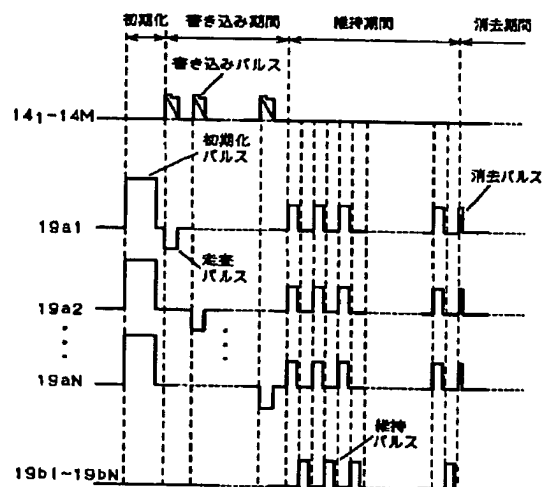 初期化 書き込み期間 維持期間 消去期間
書き込みパルス
14₁-14M
初期化
パルス
消去パルス
19a1
走査
パルス
19a2
19aN
維持
パルス
19b1~19bN